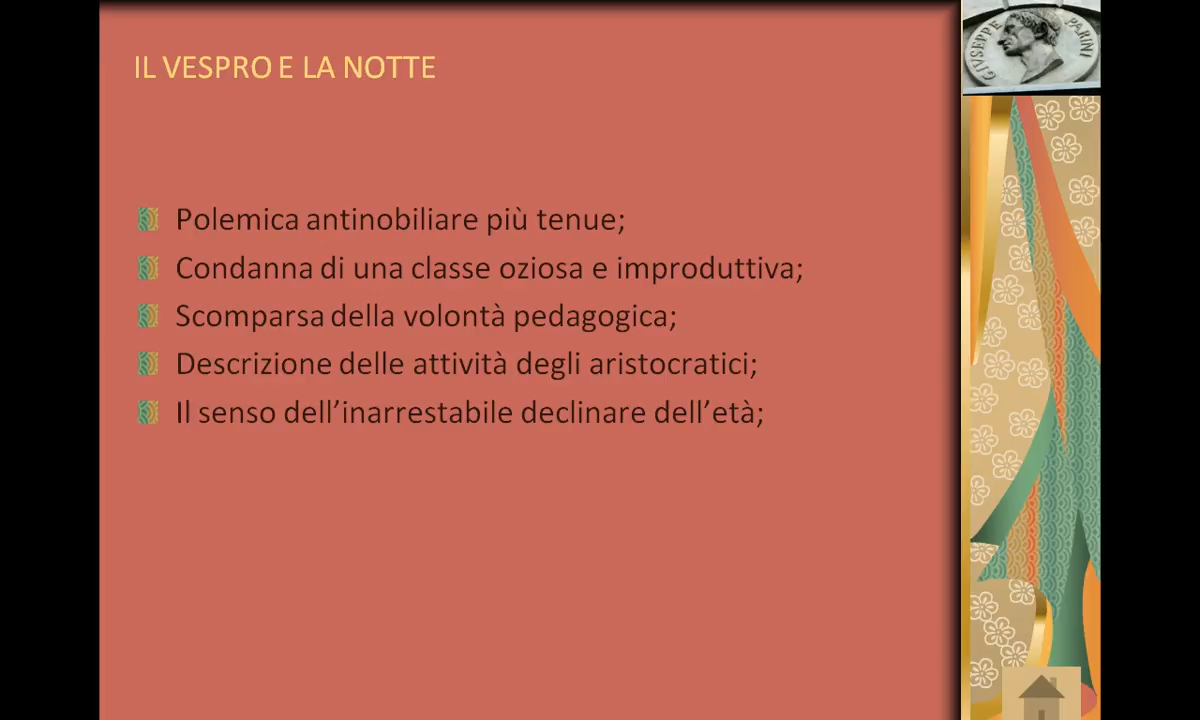 GIVSEPPE PARINI
IL VESPRO E LA NOTTE
Polemica antinobiliare più tenue;
Condanna di una classe oziosa e improduttiva;
Scomparsa della volontà pedagogica;
Descrizione delle attività degli aristocratici;
Il senso dell’inarrestabile declinare dell’età;